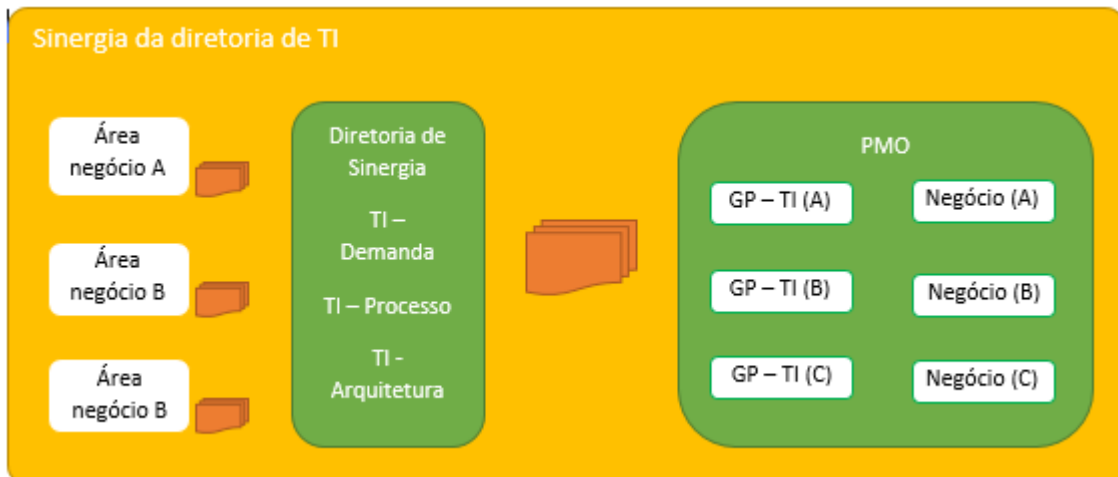 Sinergia da diretoria de TI
Área
negócio A
Área
negócio B
Área
negócio B
Diretoria de
Sinergia
TI –
Demanda
TI – Processo
TI -
Arquitetura
PMO
GP – TI (A)
Negócio (A)
GP – TI (B)
Negócio (B)
GP – TI (C)
Negócio (C)